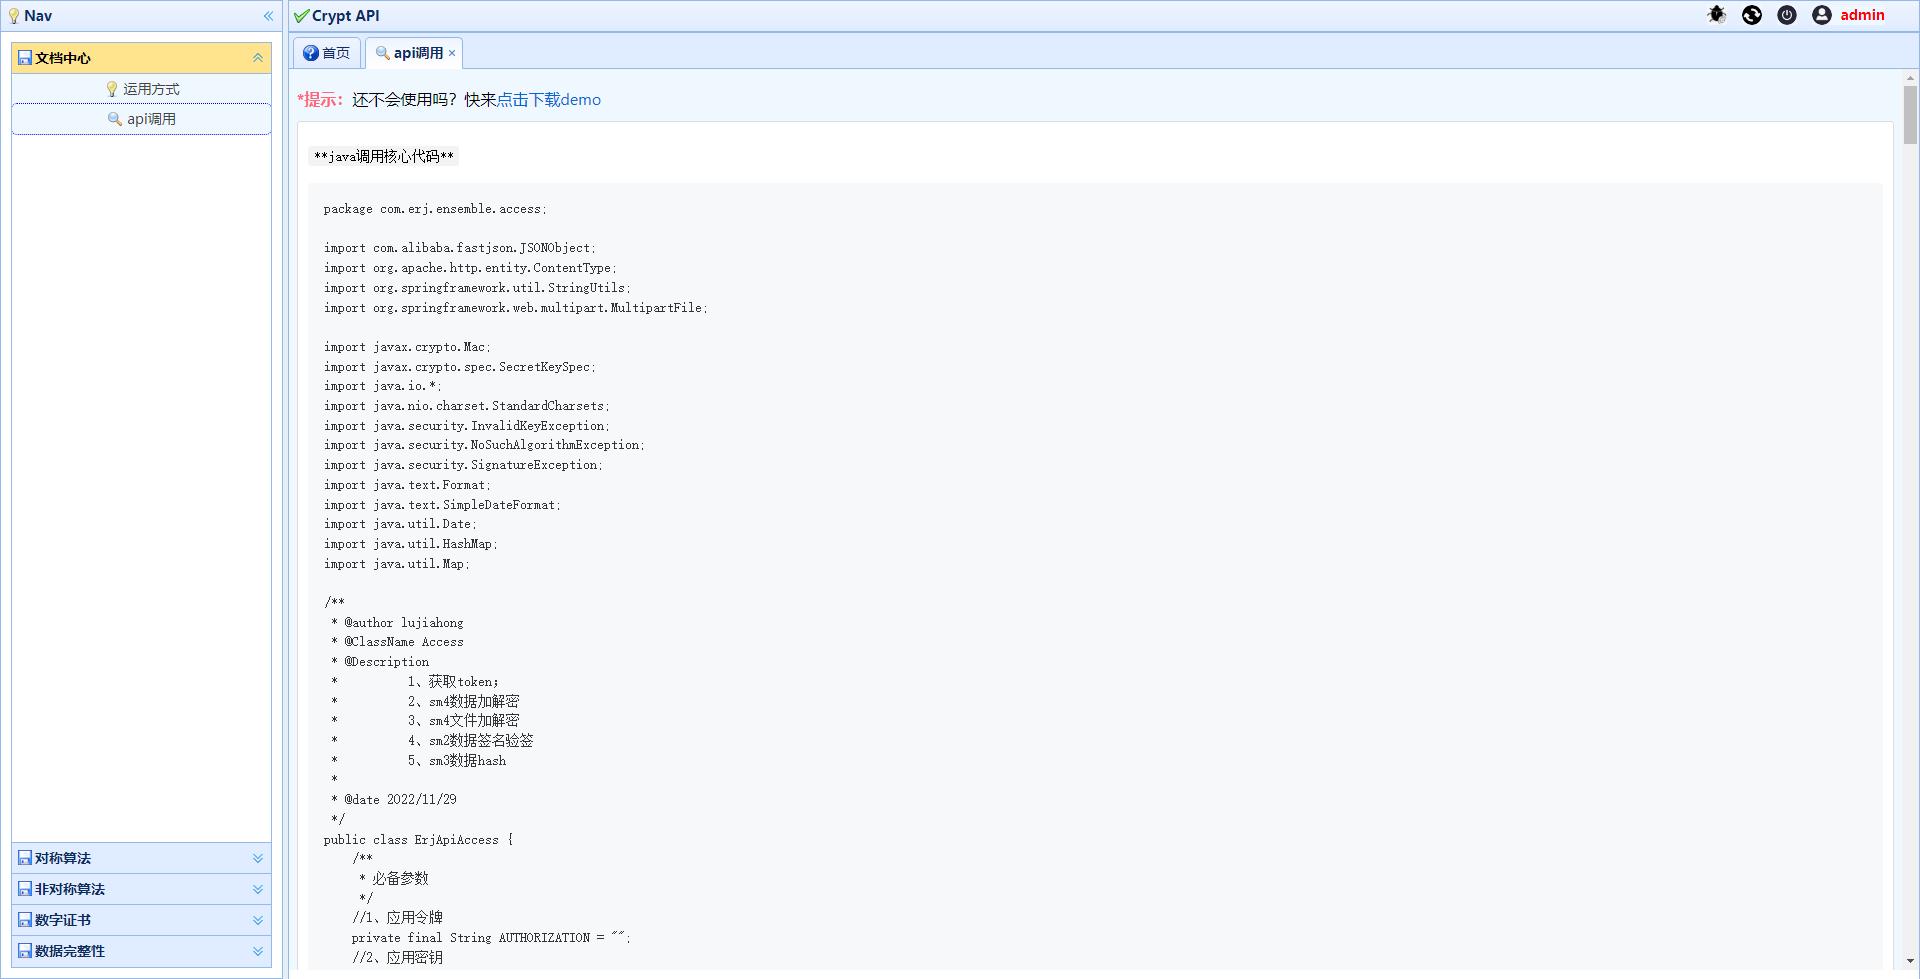 Nav
文档中心
运用方式
api调用
对称算法
非对称算法
数字证书
数据完整性
Crypt API
admin
首页
api调用
*提示：还不会使用吗？快来点击下载demo
**java调用核心代码**
package com.erj.ensemble.access;
import com.alibaba.fastjson.JSONObject;
import org.apache.http.entity.ContentType;
import org.springframework.util.StringUtils;
import org.springframework.web.multipart.MultipartFile;
import javax.crypto.Mac;
import javax.crypto.spec.SecretKeySpec;
import java.io.*;
import java.nio.charset.StandardCharsets;
import java.security.InvalidKeyException;
import java.security.NoSuchAlgorithmException;
import java.security.SignatureException;
import java.text.Format;
import java.text.SimpleDateFormat;
import java.util.Date;
import java.util.HashMap;
import java.util.Map;
/**
* @author lujiahong
* @ClassName Access
* @Description
* 1、获取token;
* 2、sm4数据加解密
* 3、sm4文件加解密
* 4、sm2数据签名验签
* 5、sm3数据hash
*
* @date 2022/11/29
*/
public class ErjApiAccess {
/**
* 必备参数
*/
//1、应用令牌
private final String AUTHORIZATION = "";
//2、应用密钥